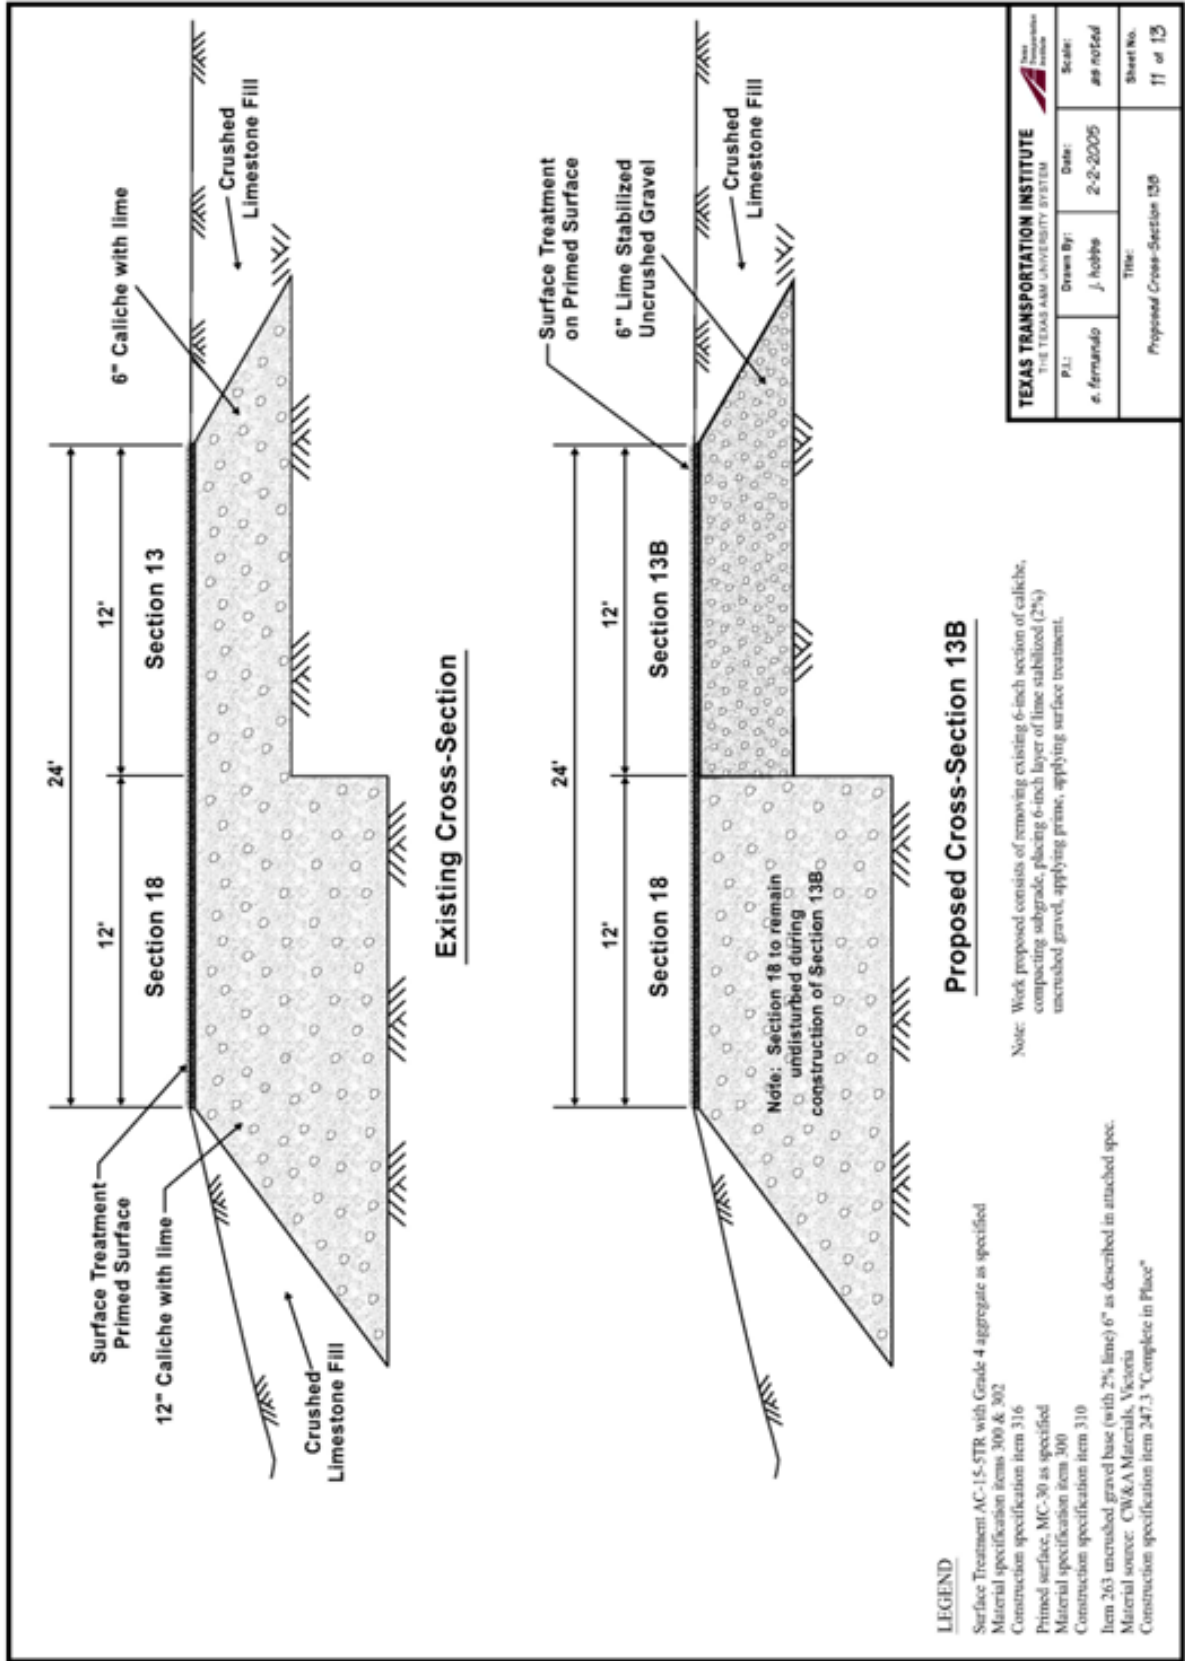 24'
12'
12'
Section 18
Section 13
Surface Treatment
Primed Surface
12" Caliche with lime
6" Caliche with lime
Crushed
Limestone Fill
Crushed
Limestone Fill
Existing Cross-Section
24'
12'
12'
Section 18
Section 13B
Surface Treatment
on Primed Surface
6" Lime Stabilized
Uncrushed Gravel
Crushed
Limestone Fill
Note: Section 18 to remain
undisturbed during
construction of Section 13B
Proposed Cross-Section 13B
Note: Work proposed consists of removing existing 6-inch section of caliche,
compacting subgrade, placing 6-inch layer of lime stabilized (2%)
uncrushed gravel, applying prime, applying surface treatment.
LEGEND
Surface Treatment AC-15-5TR with Grade 4 aggregate as specified
Material specification items 300 & 302
Construction specification item 316
Primed surface, MC-30 as specified
Material specification item 300
Construction specification item 310
Item 263 uncrushed gravel base (with 2% lime) 6" as described in attached spec.
Material source: CW&A Materials, Victoria
Construction specification item 247.3 "Complete in Place"
TEXAS TRANSPORTATION INSTITUTE
THE TEXAS A&M UNIVERSITY SYSTEM
Texas
Transportation
Institute
P.I.:
e. fernando
Drawn By:
j. hobbs
Date:
2-2-2005
Scale:
as noted
Title:
Proposed Cross-Section 13B
Sheet No.
11 of 13